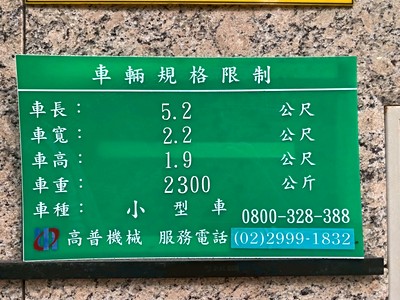 車輛規格限制
車長： 5.2 公尺
車寬： 2.2 公尺
車高： 1.9 公尺
車重： 2300 公斤
車種： 小型車 0800-328-388
高普機械 服務電話 (02)2999-1832